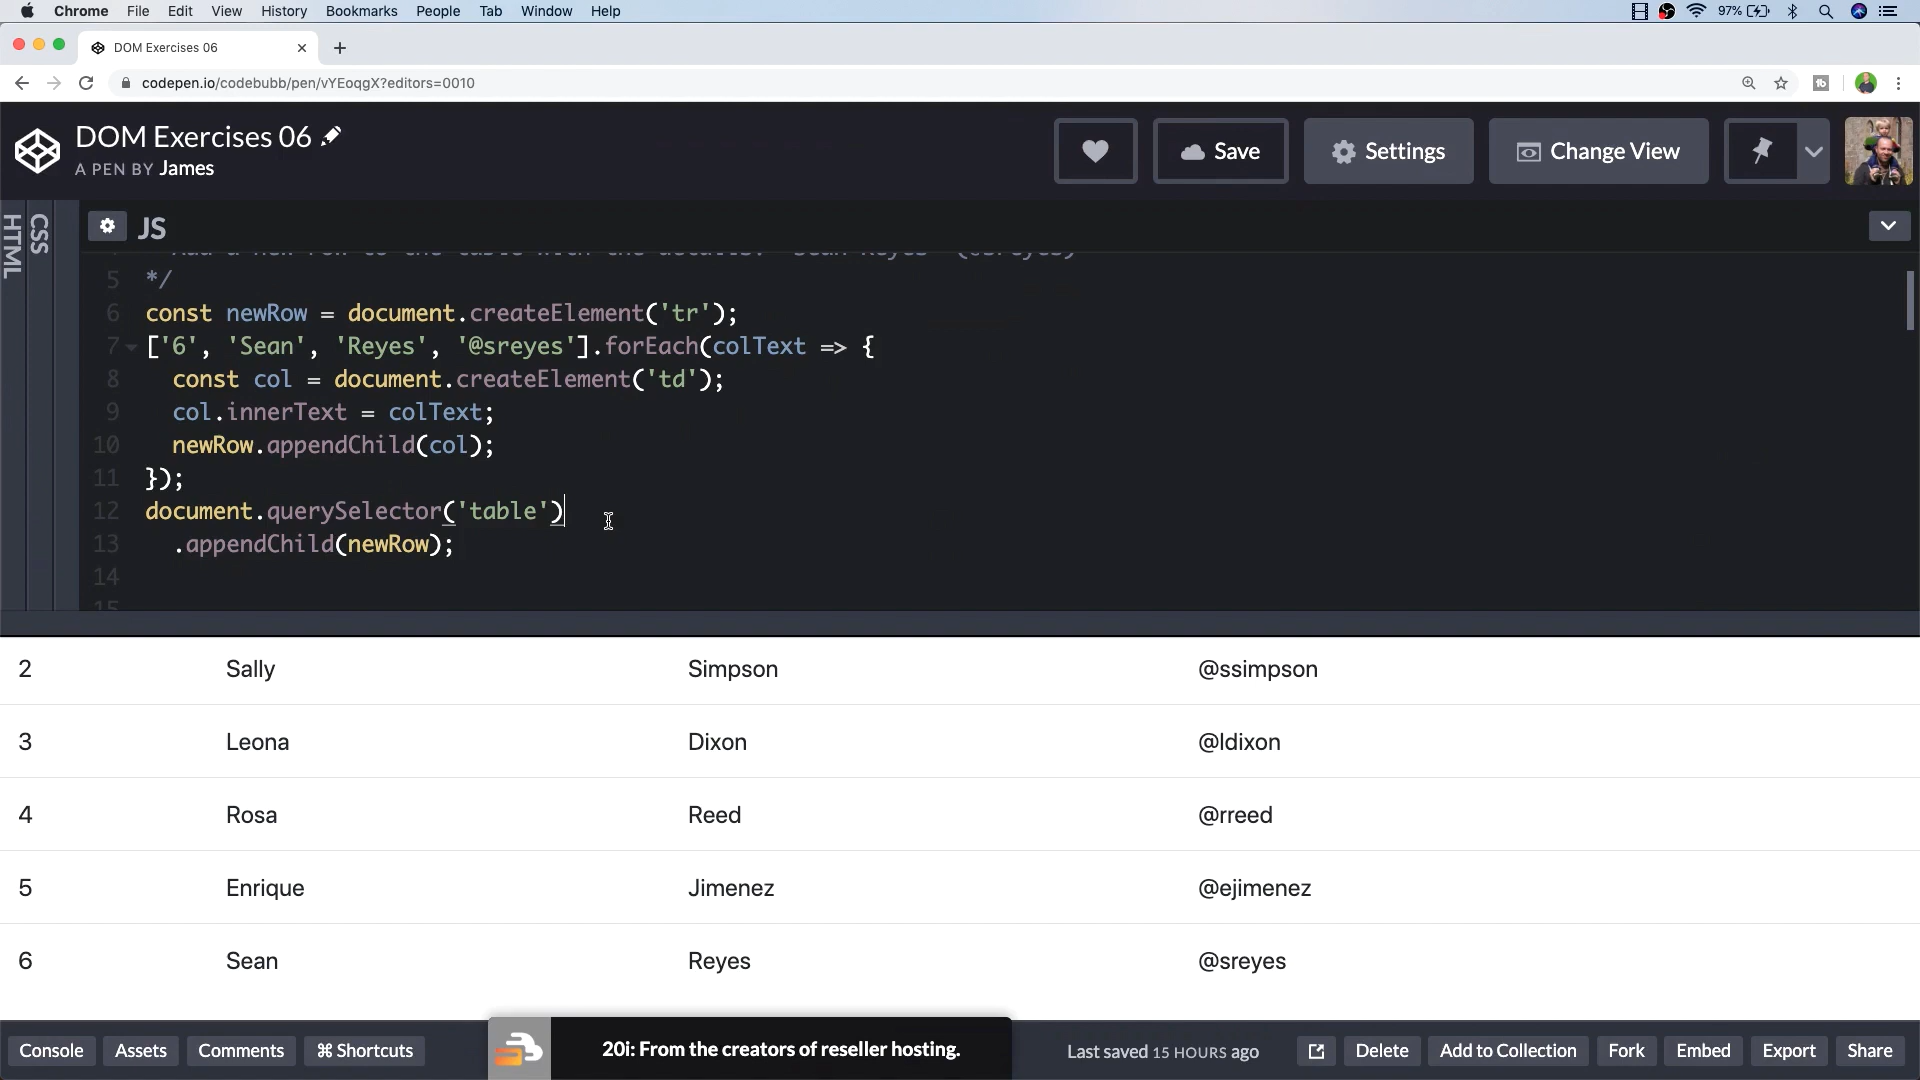 Chrome File Edit View History Bookmarks People Tab Window Help 97%
DOM Exercises 06
codepen.io/codebubb/pen/vYEoqgX?editors=0010
DOM Exercises 06
A PEN BY James
Save
Settings
Change View
HTML
CSS
JS
5 */
6 const newRow = document.createElement('tr');
7 ['6', 'Sean', 'Reyes', '@sreyes'].forEach(colText => {
8 const col = document.createElement('td');
9 col.innerText = colText;
10 newRow.appendChild(col);
11 });
12 document.querySelector('table')
13 .appendChild(newRow);
14
15
2 Sally Simpson @ssimpson
3 Leona Dixon @ldixon
4 Rosa Reed @rreed
5 Enrique Jimenez @ejimenez
6 Sean Reyes @sreyes
Console Assets Comments ⌘ Shortcuts 20i: From the creators of reseller hosting. Last saved 15 HOURS ago Delete Add to Collection Fork Embed Export Share